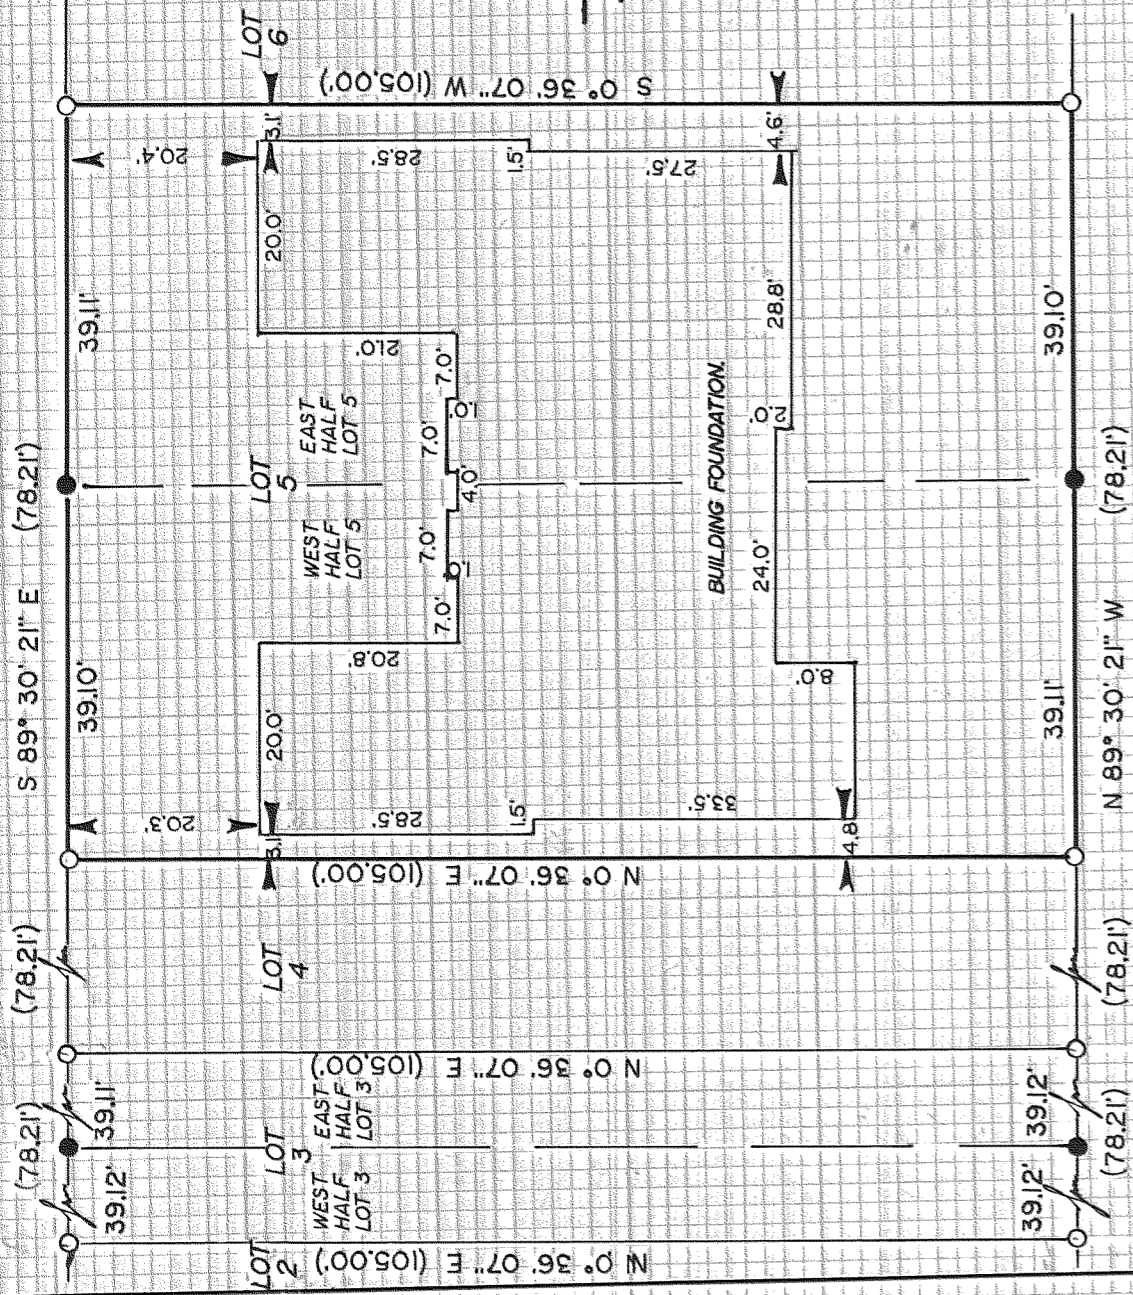 S 89° 30' 21" E (78.21')
(78.21')
(78.21')
39.12'
39.11'
39.10'
39.11'
LOT
2
N 0° 36' 07" E (105.00')
LOT
3
WEST
HALF
LOT 3
EAST
HALF
LOT 3
N 0° 36' 07" E (105.00')
LOT
4
N 0° 36' 07" E (105.00')
LOT
5
WEST
HALF
LOT 5
EAST
HALF
LOT 5
LOT
6
S 0° 36' 07" W (105.00')
20.3'
20.4'
3.1'
20.0'
20.0'
3.1'
28.5'
20.8'
21.0'
28.5'
7.0'
1.0'
7.0'
4.0'
7.0'
1.0'
7.0'
1.5'
1.5'
33.5'
27.5'
BUILDING FOUNDATION.
4.8'
8.0'
24.0'
2.0'
28.8'
4.6'
39.12'
39.12'
39.11'
39.10'
(78.21')
(78.21')
N 89° 30' 21" W (78.21')